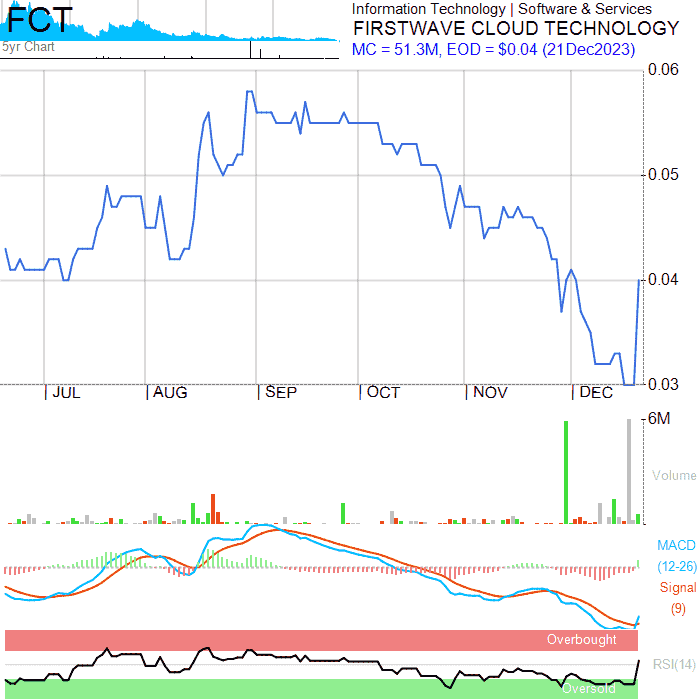 FCT
5yr Chart
Information Technology | Software & Services
FIRSTWAVE CLOUD TECHNOLOGY
MC = 51.3M, EOD = $0.04 (21Dec2023)
0.06
0.05
0.04
0.03
| JUL | AUG | SEP | OCT | NOV | DEC
6M
Volume
MACD
(12-26)
Signal
(9)
Overbought
RSI(14)
Oversold